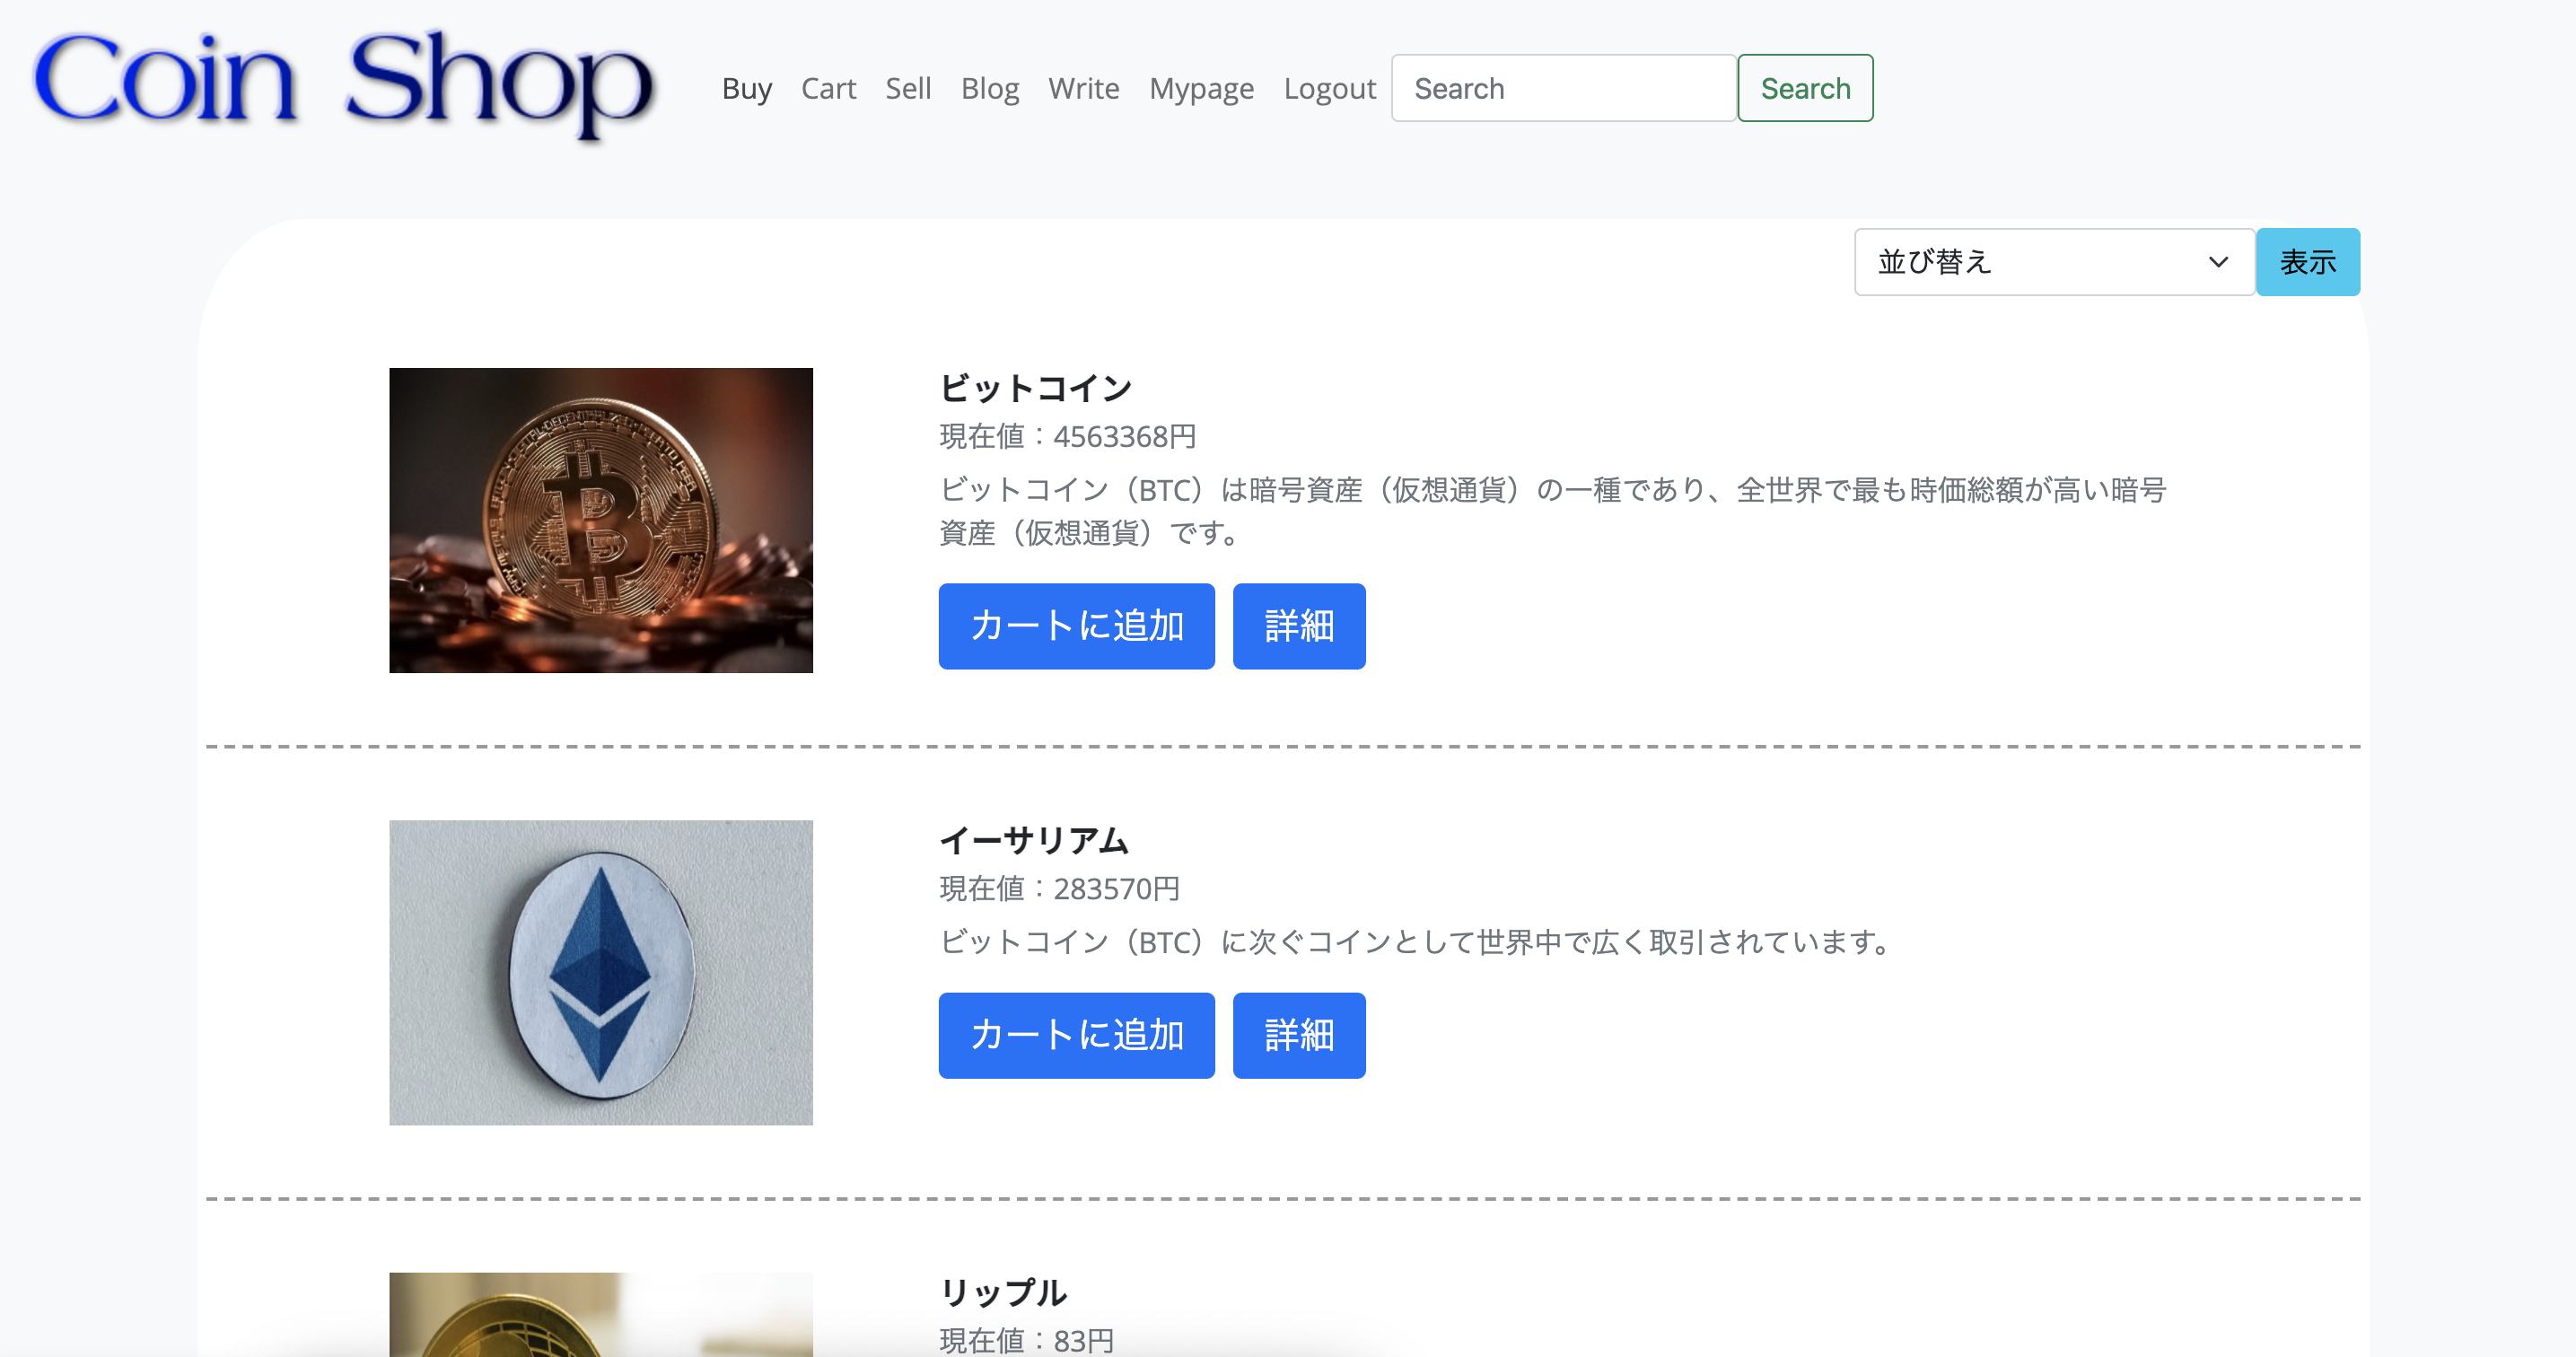 Coin Shop
Buy Cart Sell Blog Write Mypage Logout Search Search
並び替え 表示
ビットコイン
現在値：4563368円
ビットコイン（BTC）は暗号資産（仮想通貨）の一種であり、全世界で最も時価総額が高い暗号
資産（仮想通貨）です。
カートに追加 詳細
イーサリアム
現在値：283570円
ビットコイン（BTC）に次ぐコインとして世界中で広く取引されています。
カートに追加 詳細
リップル
現在値：83円